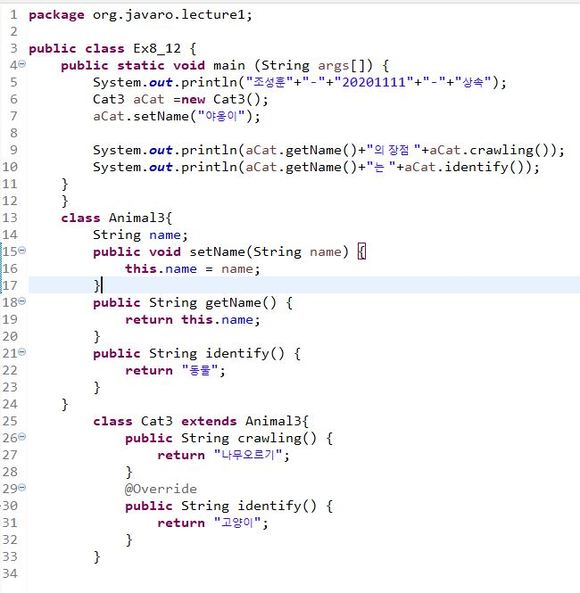 1 package org.javaro.lecture1;
2
3 public class Ex8_12 {
4 public static void main (String args[]) {
5 System.out.println("조성훈"+"-"+"20201111"+"-"+"상속");
6 Cat3 aCat =new Cat3();
7 aCat.setName("야옹이");
8
9 System.out.println(aCat.getName()+"의 장점 "+aCat.crawling());
10 System.out.println(aCat.getName()+"는 "+aCat.identify());
11 }
12 }
13 class Animal3{
14 String name;
15 public void setName(String name) {
16 this.name = name;
17 }
18 public String getName() {
19 return this.name;
20 }
21 public String identify() {
22 return "동물";
23 }
24 }
25 class Cat3 extends Animal3{
26 public String crawling() {
27 return "나무오르기";
28 }
29 @Override
30 public String identify() {
31 return "고양이";
32 }
33 }
34